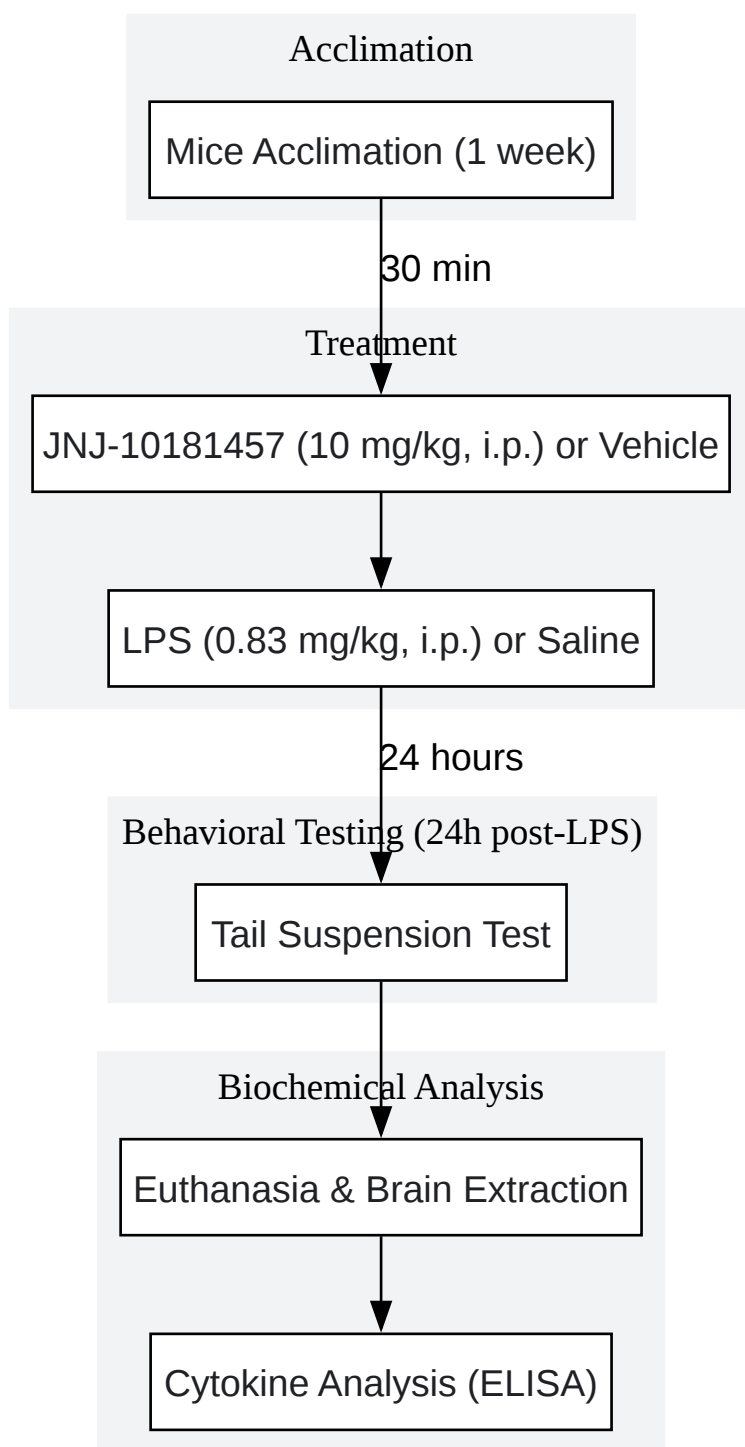 Acclimation
Mice Acclimation (1 week)
30 min
Treatment
JNJ-10181457 (10 mg/kg, i.p.) or Vehicle
LPS (0.83 mg/kg, i.p.) or Saline
24 hours
Behavioral Testing (24h post-LPS)
Tail Suspension Test
Biochemical Analysis
Euthanasia & Brain Extraction
Cytokine Analysis (ELISA)